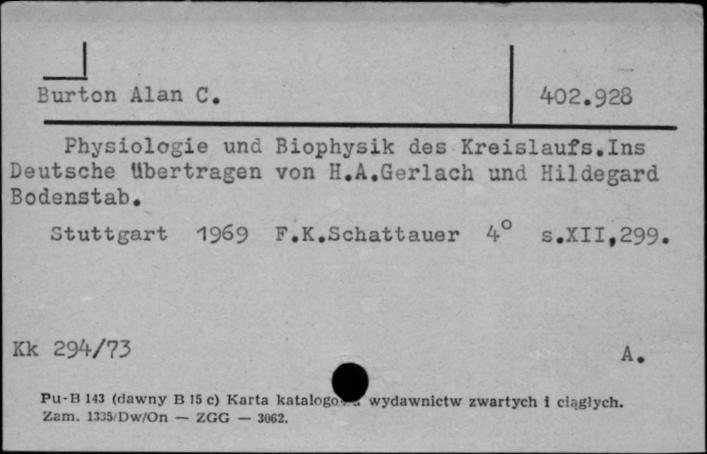 Burton Alan C.
402.928
Physiologie und Biophysik des Kreislaufs.Ins
Deutsche übertragen von H.A.Gerlach und Hildegard
Bodenstab.
Stuttgart 1969 F.K.Schattauer 4° s.XII,299.
Kk 294/73
A.
Pu-B 143 (dawny B 15 c) Karta wydawnictw zwartych i ciągłych.
Zam. 1335/Dw/On — ZGG — 3062.